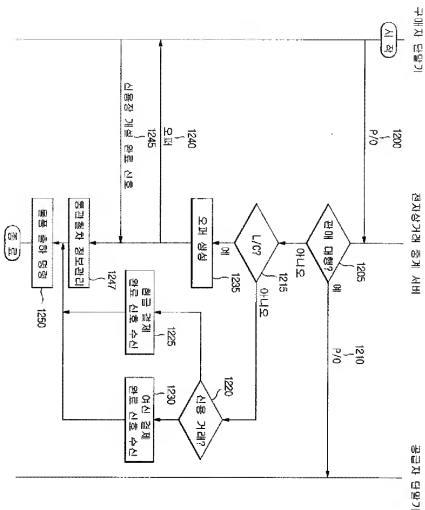 구매자 단말기
전자상거래 중계 서버
공급자 단말기
시 작
P/O
1200
판매 대행?
1205
예
P/O
1210
아니오
L/C?
1215
아니오
예
신용 거래?
1220
오퍼 생성
1235
오퍼
1240
현금 결제
완료 신호 수신
1225
여신 결제
완료 신호 수신
1230
신용장 개설 완료 신호
1245
통관절차 정보관리
1247
물품 출하 명령
1250
종 료